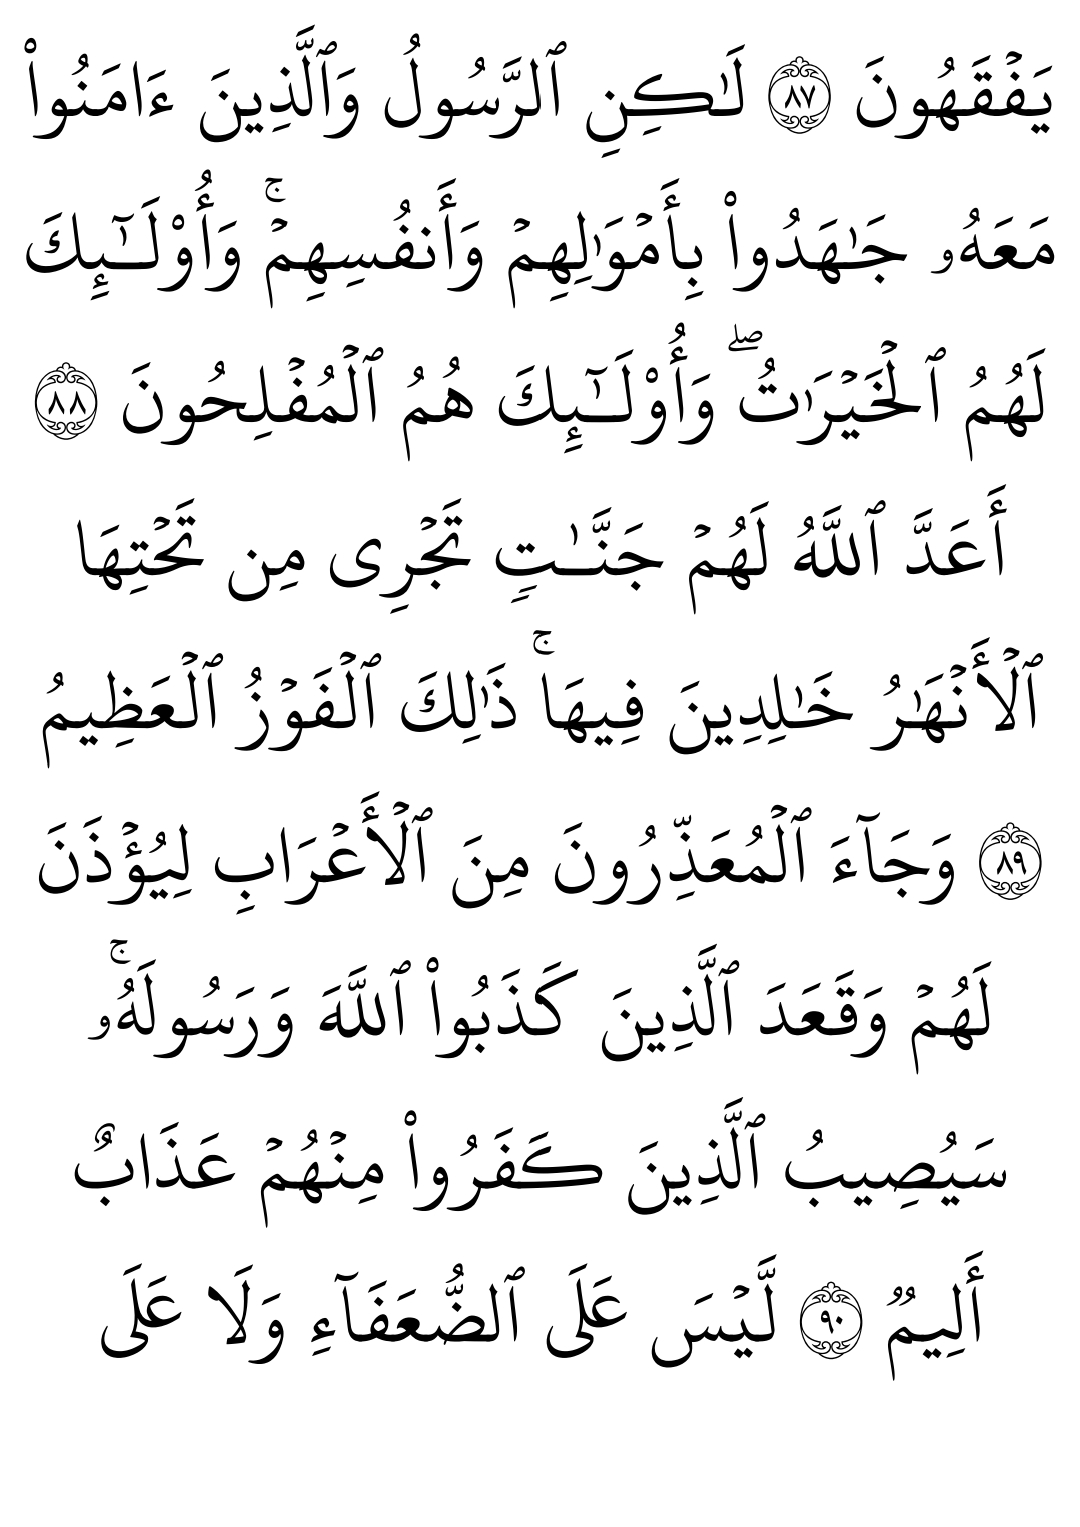 يَفۡقَهُونَ ٨٧ لَٰكِنِ ٱلرَّسُولُ وَٱلَّذِينَ ءَامَنُواْ
مَعَهُۥ جَٰهَدُواْ بِأَمۡوَٰلِهِمۡ وَأَنفُسِهِمۡۚ وَأُوْلَٰٓئِكَ
لَهُمُ ٱلۡخَيۡرَٰتُۖ وَأُوْلَٰٓئِكَ هُمُ ٱلۡمُفۡلِحُونَ ٨٨
أَعَدَّ ٱللَّهُ لَهُمۡ جَنَّٰتٖ تَجۡرِي مِن تَحۡتِهَا
ٱلۡأَنۡهَٰرُ خَٰلِدِينَ فِيهَاۚ ذَٰلِكَ ٱلۡفَوۡزُ ٱلۡعَظِيمُ
٨٩ وَجَآءَ ٱلۡمُعَذِّرُونَ مِنَ ٱلۡأَعۡرَابِ لِيُؤۡذَنَ
لَهُمۡ وَقَعَدَ ٱلَّذِينَ كَذَبُواْ ٱللَّهَ وَرَسُولَهُۥۚ
سَيُصِيبُ ٱلَّذِينَ كَفَرُواْ مِنۡهُمۡ عَذَابٌ
أَلِيمٞ ٩٠ لَّيۡسَ عَلَى ٱلضُّعَفَآءِ وَلَا عَلَى